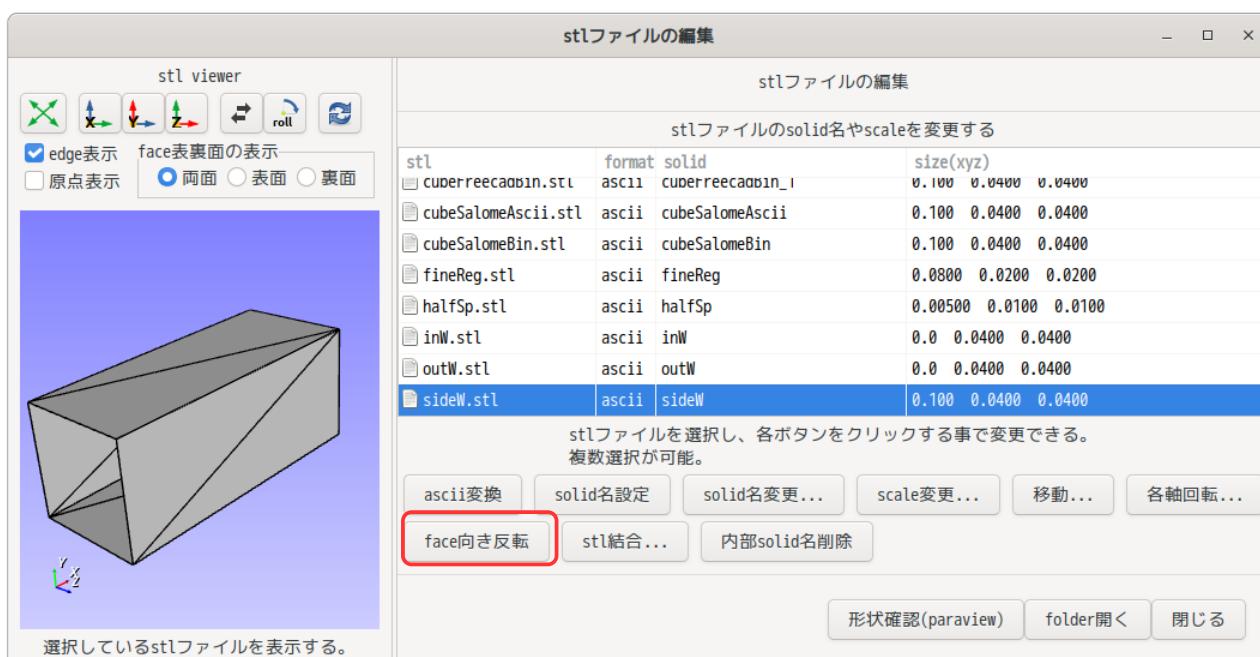 stlファイルの編集
stl viewer
X Y Z roll
edge表示
原点表示
face表裏面の表示
両面 表面 裏面
Y X Z
選択しているstlファイルを表示する。
stlファイルの編集
stlファイルのsolid名やscaleを変更する
stl format solid size(xyz)
cubeFreecadBin.stl ascii cubeFreecadBin_T 0.100 0.0400 0.0400
cubeSalomeAscii.stl ascii cubeSalomeAscii 0.100 0.0400 0.0400
cubeSalomeBin.stl ascii cubeSalomeBin 0.100 0.0400 0.0400
fineReg.stl ascii fineReg 0.0800 0.0200 0.0200
halfSp.stl ascii halfSp 0.00500 0.0100 0.0100
inW.stl ascii inW 0.0 0.0400 0.0400
outW.stl ascii outW 0.0 0.0400 0.0400
sideW.stl ascii sideW 0.100 0.0400 0.0400
stlファイルを選択し、各ボタンをクリックする事で変更できる。
複数選択が可能。
ascii変換 solid名設定 solid名変更... scale変更... 移動... 各軸回転...
face向き反転 stl結合... 内部solid名削除
形状確認(paraview) folder開く 閉じる